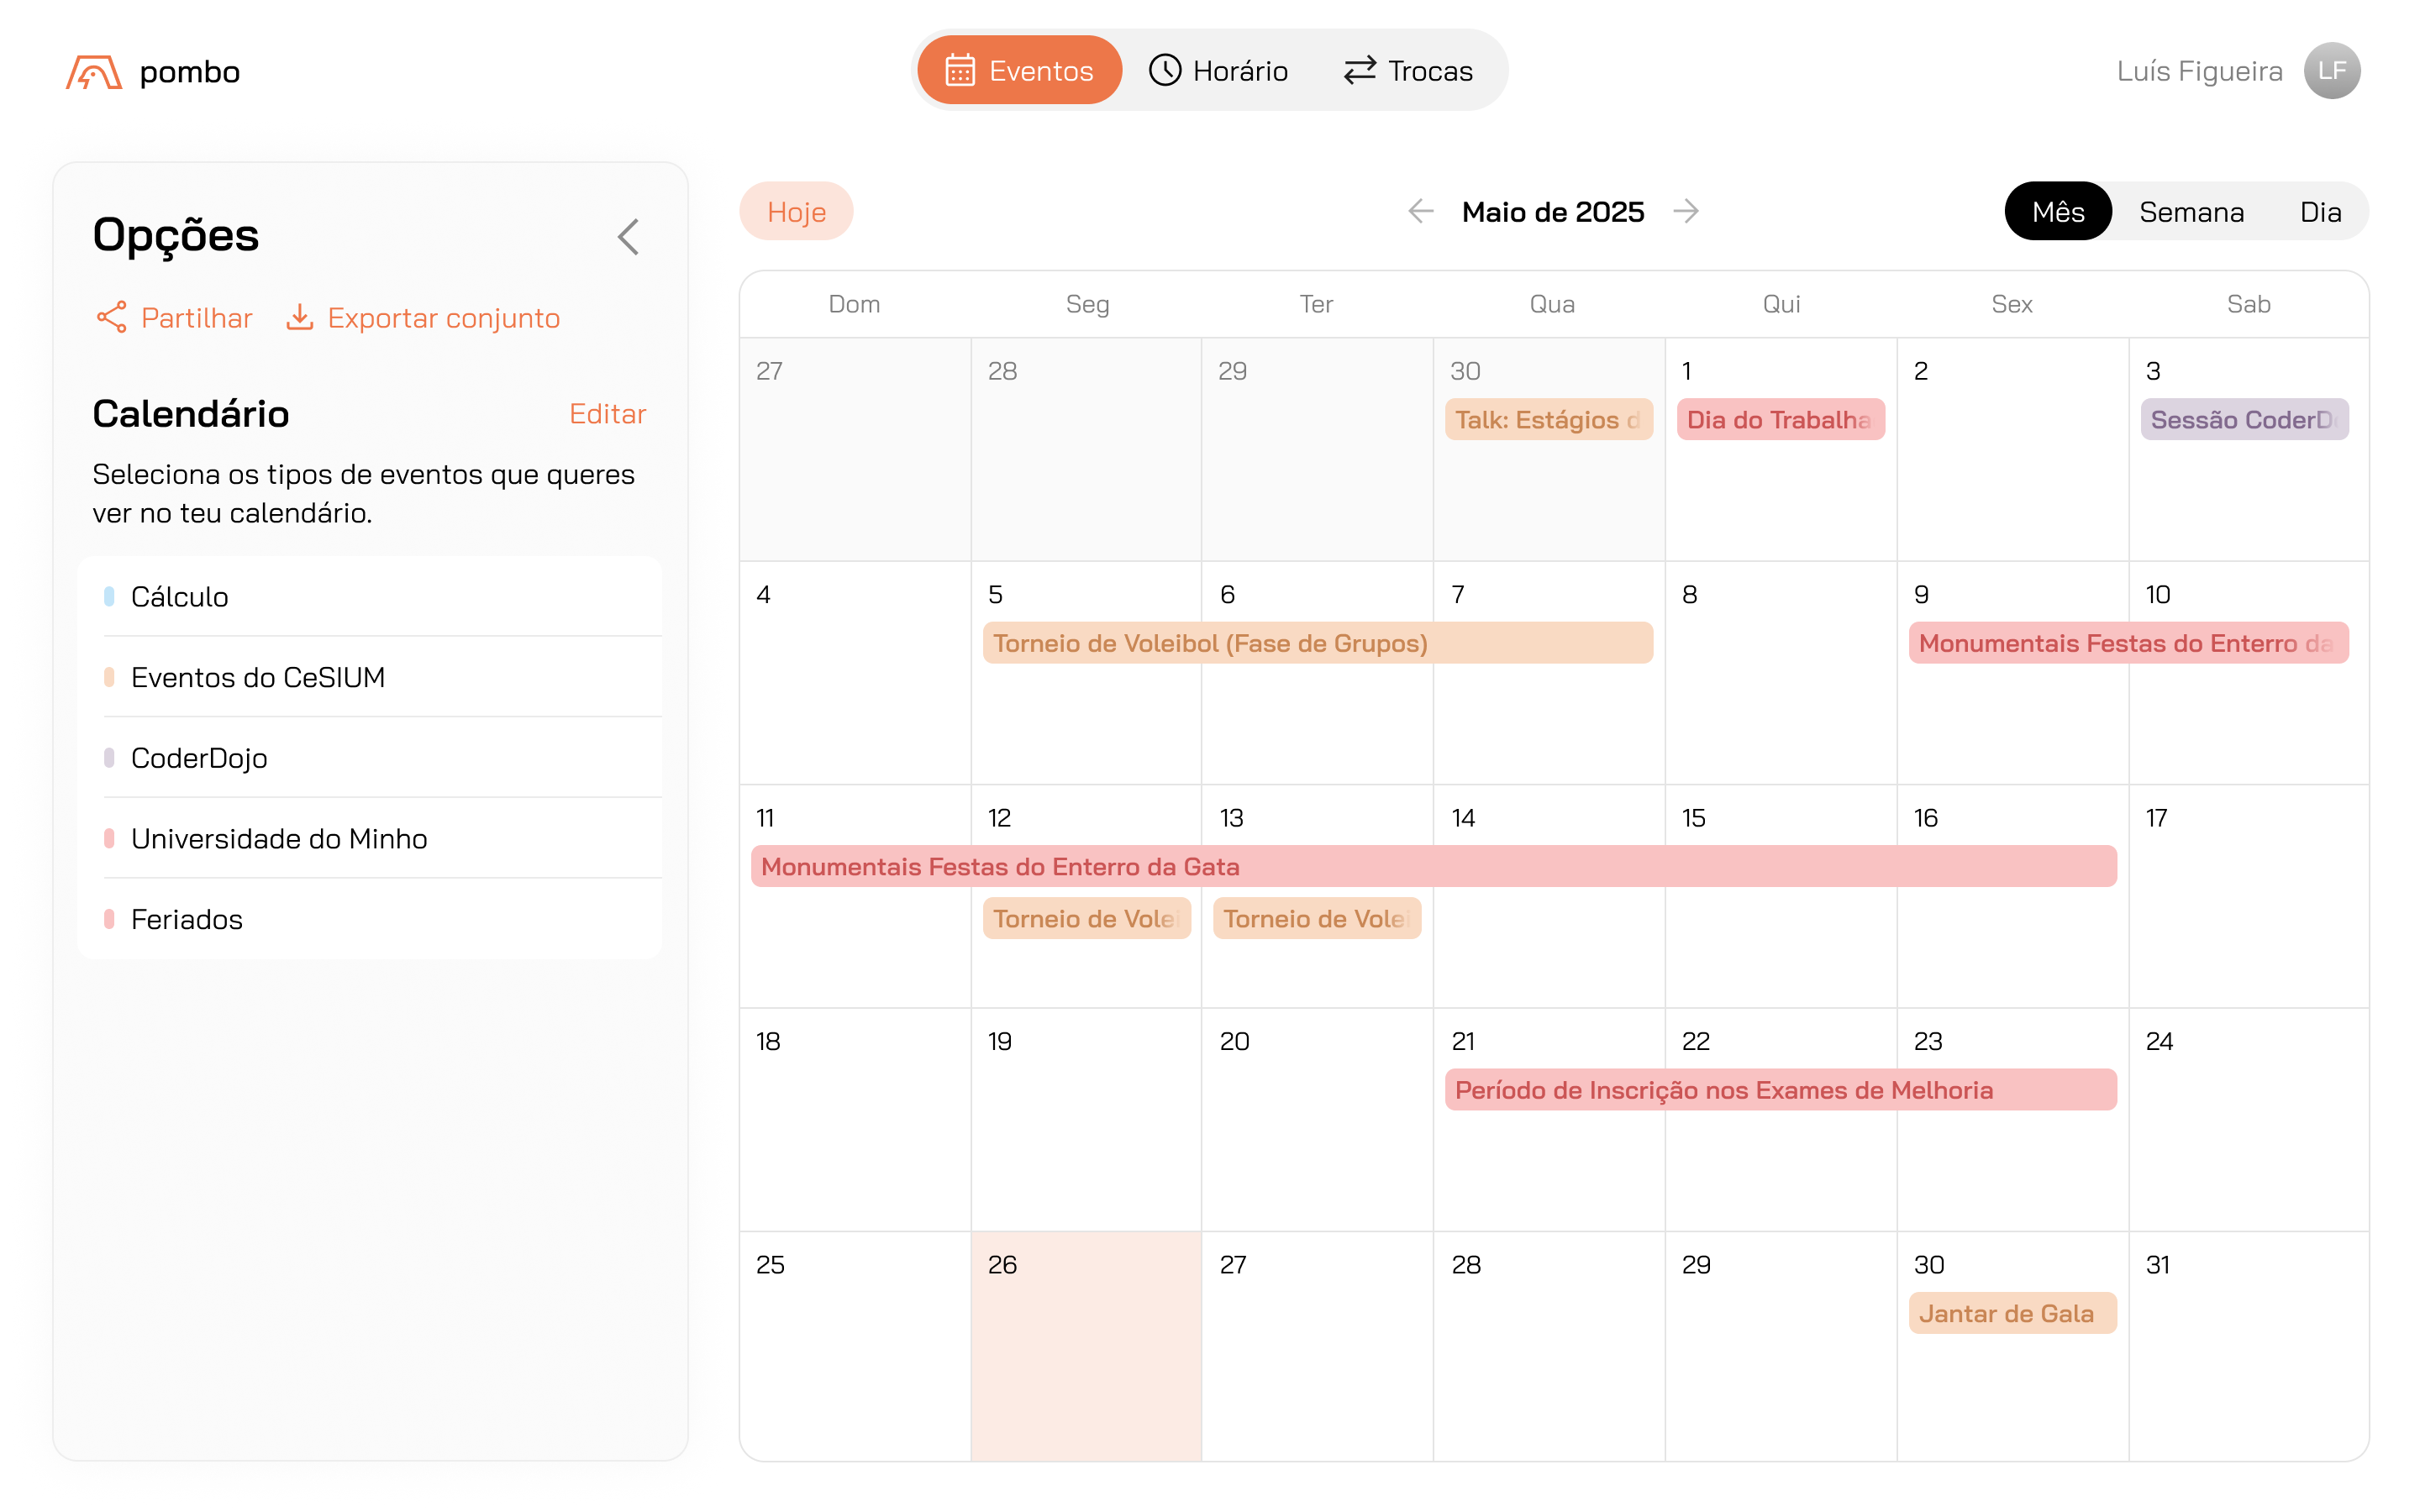 pombo
Eventos
Horário
Trocas
Luís Figueira
LF
Opções
Partilhar
Exportar conjunto
Calendário
Editar
Seleciona os tipos de eventos que queres
ver no teu calendário.
Cálculo
Eventos do CeSIUM
CoderDojo
Universidade do Minho
Feriados
Hoje
Maio de 2025
Mês
Semana
Dia
Dom Seg Ter Qua Qui Sex Sab
27 28 29 30 1 2 3
Talk: Estágios d
Dia do Trabalha
Sessão CoderD
4 5 6 7 8 9 10
Torneio de Voleibol (Fase de Grupos)
Monumentais Festas do Enterro da
11 12 13 14 15 16 17
Monumentais Festas do Enterro da Gata
Torneio de Volei
Torneio de Volei
18 19 20 21 22 23 24
Período de Inscrição nos Exames de Melhoria
25 26 27 28 29 30 31
Jantar de Gala